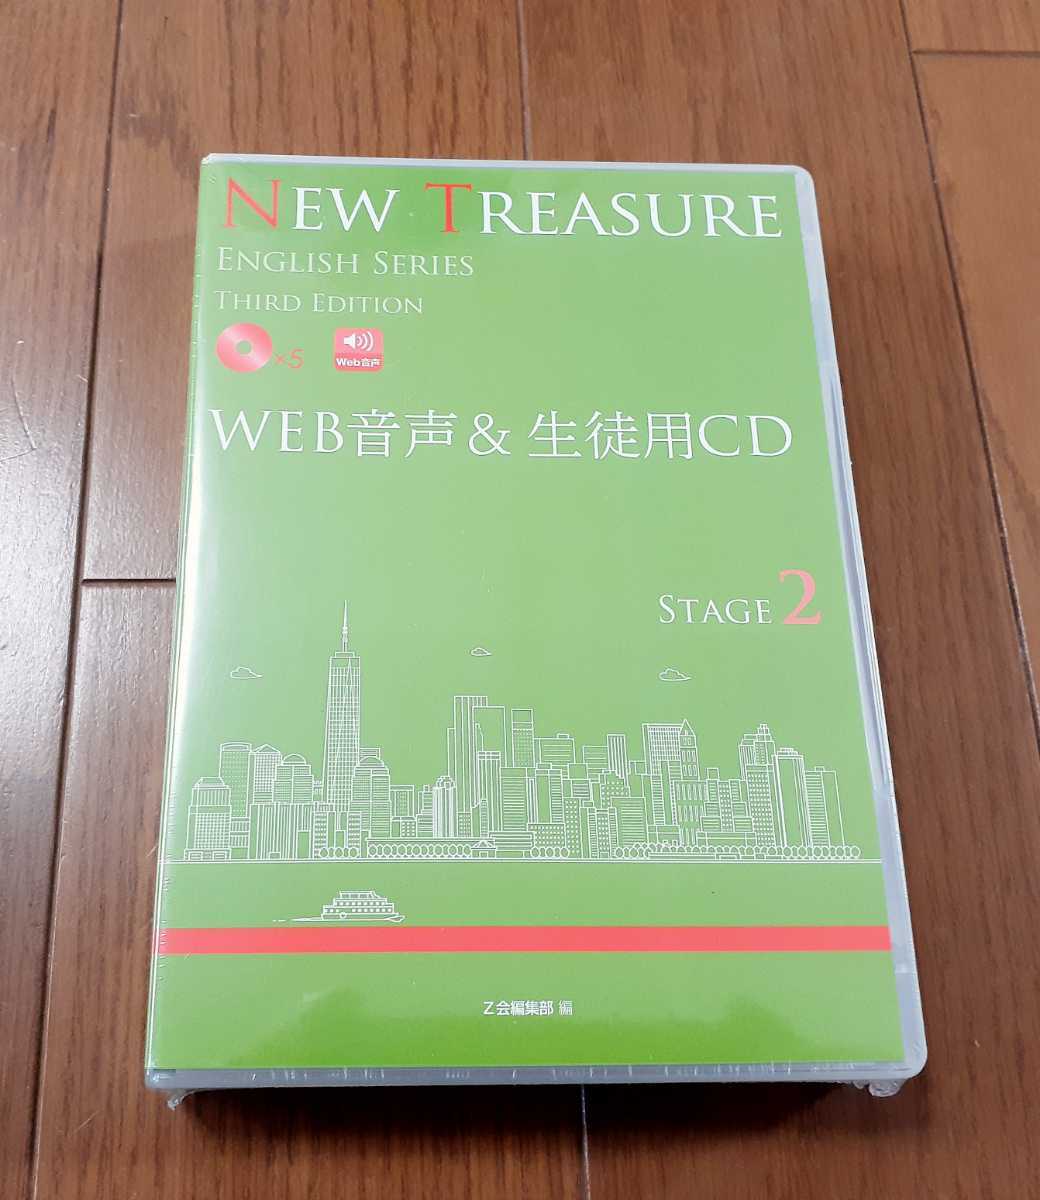 NEW TREASURE
ENGLISH SERIES
THIRD EDITION
×5
Web音声
WEB音声 & 生徒用CD
STAGE 2
Z会編集部 編